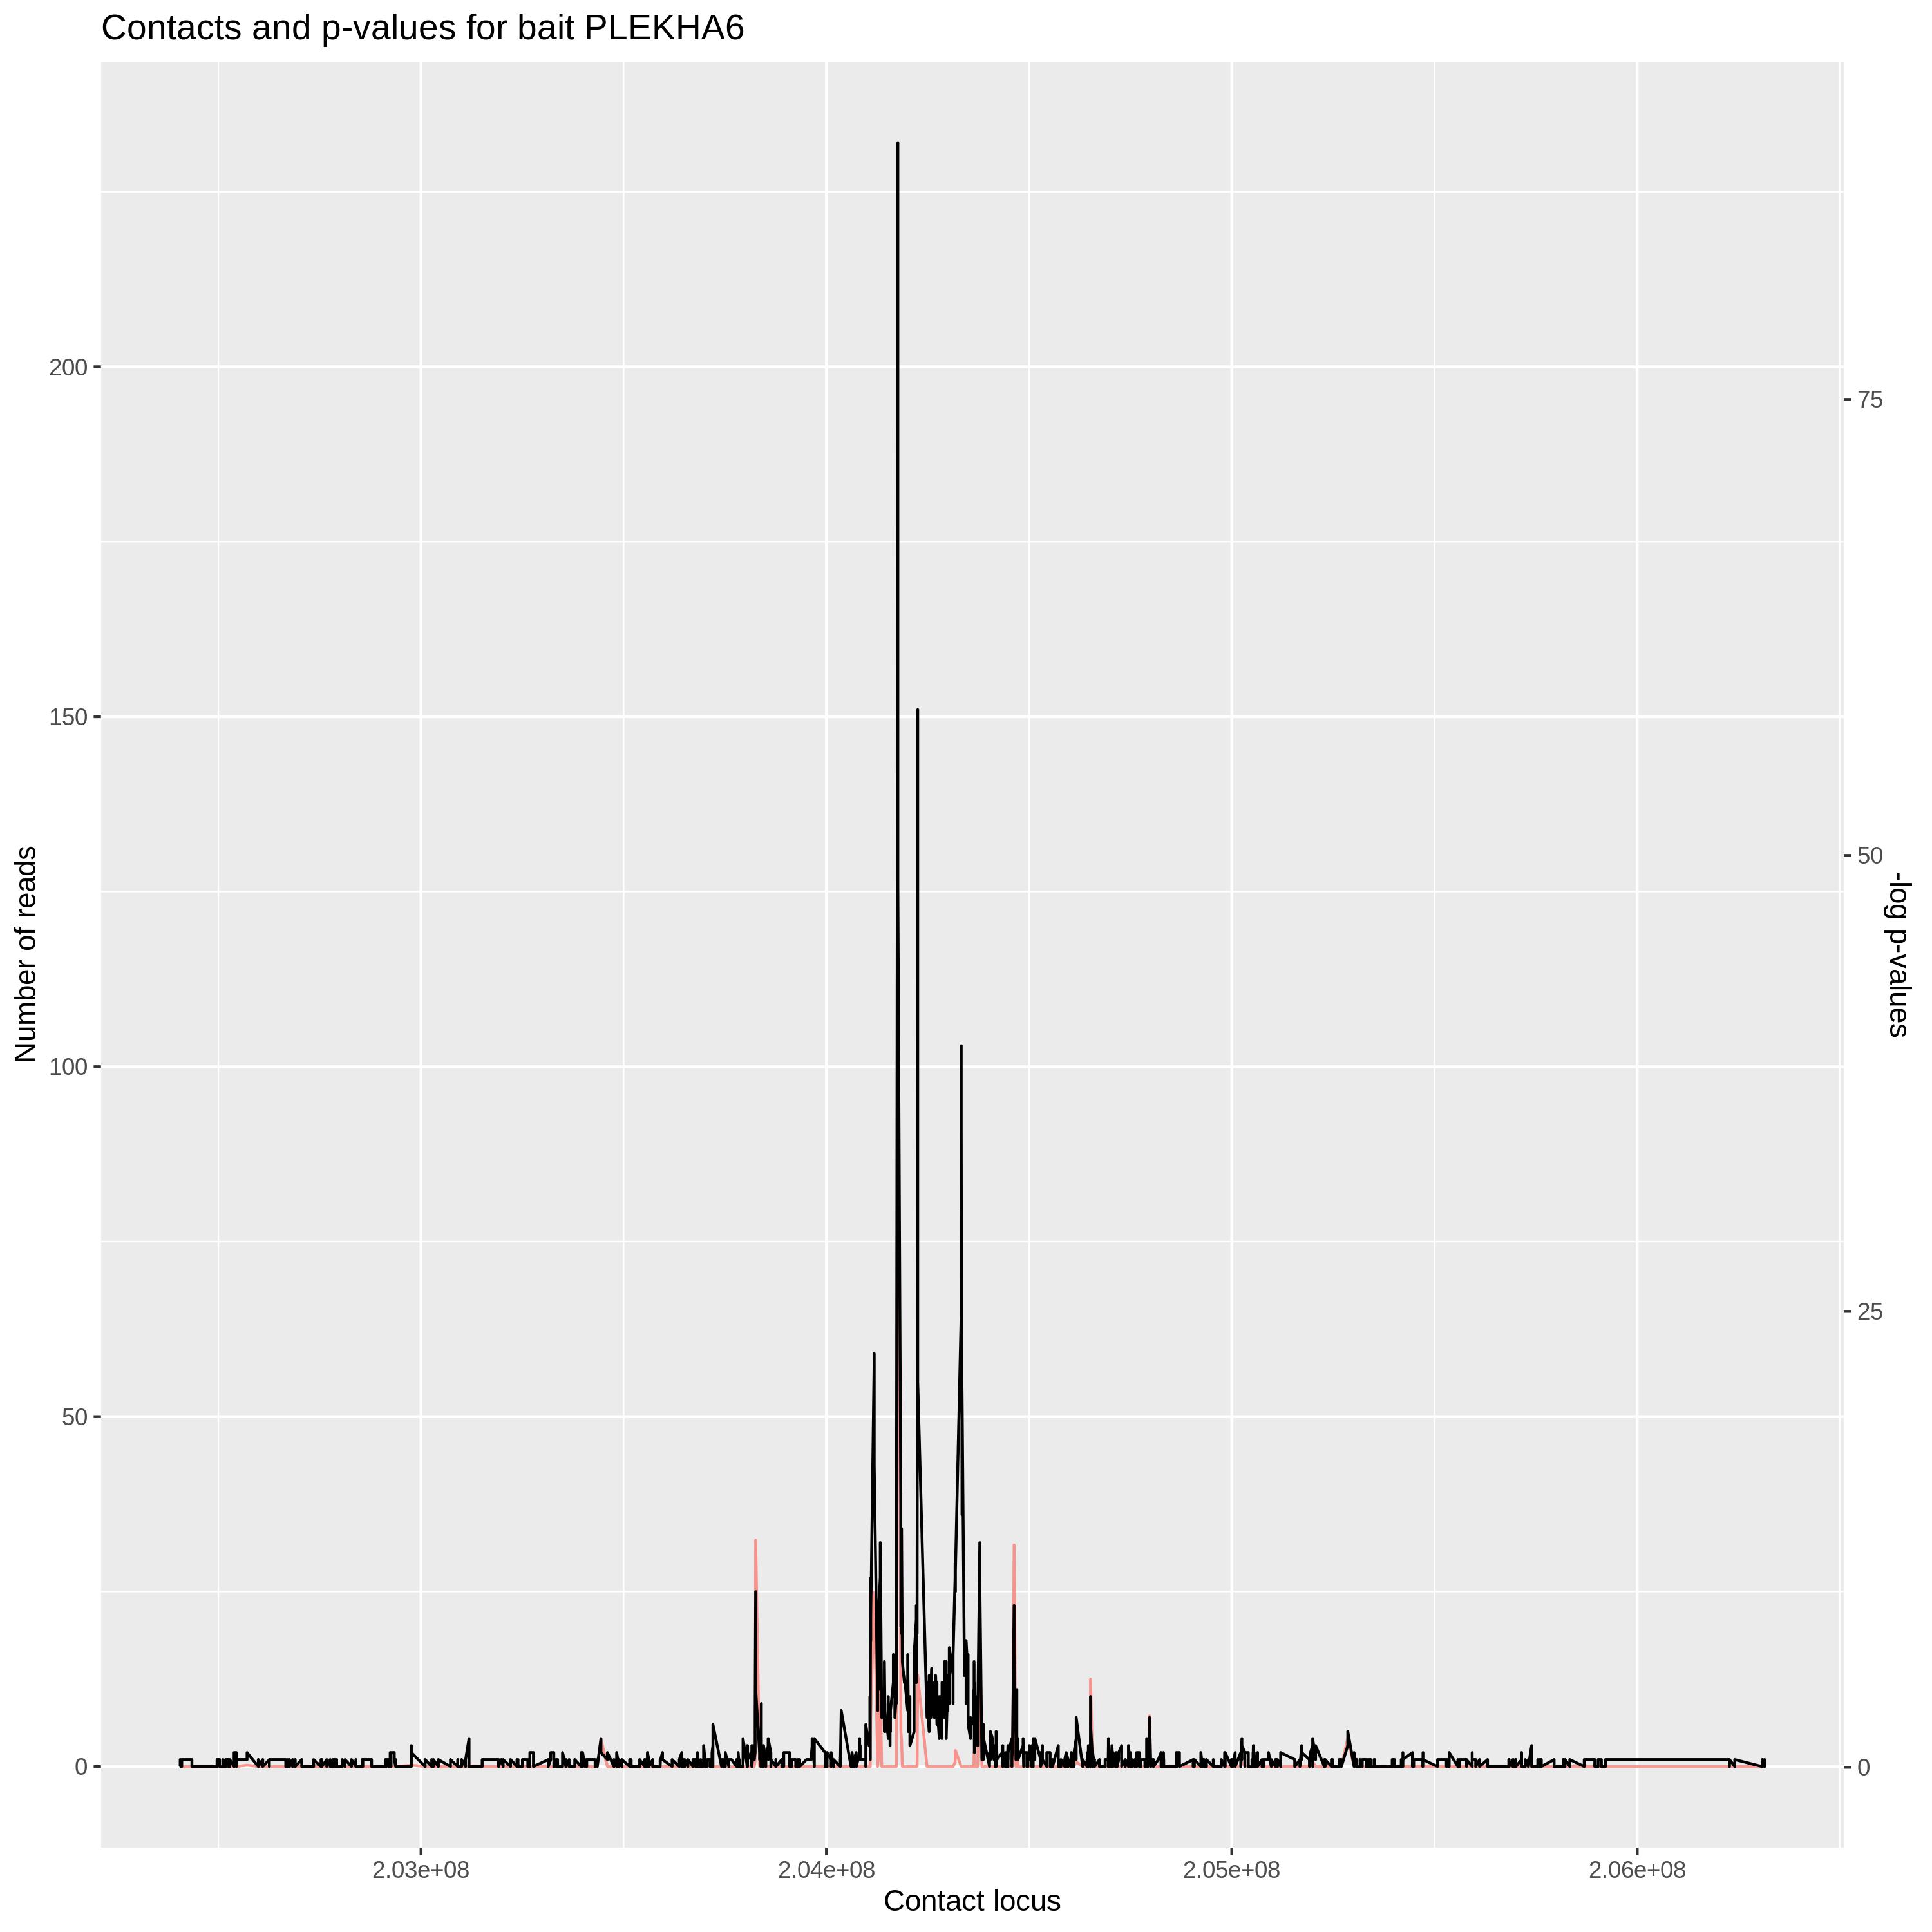 Contacts and p-values for bait PLEKHA6
Number of reads
200
150
100
50
0
75
50
25
0
-log p-values
2.03e+08
2.04e+08
2.05e+08
2.06e+08
Contact locus